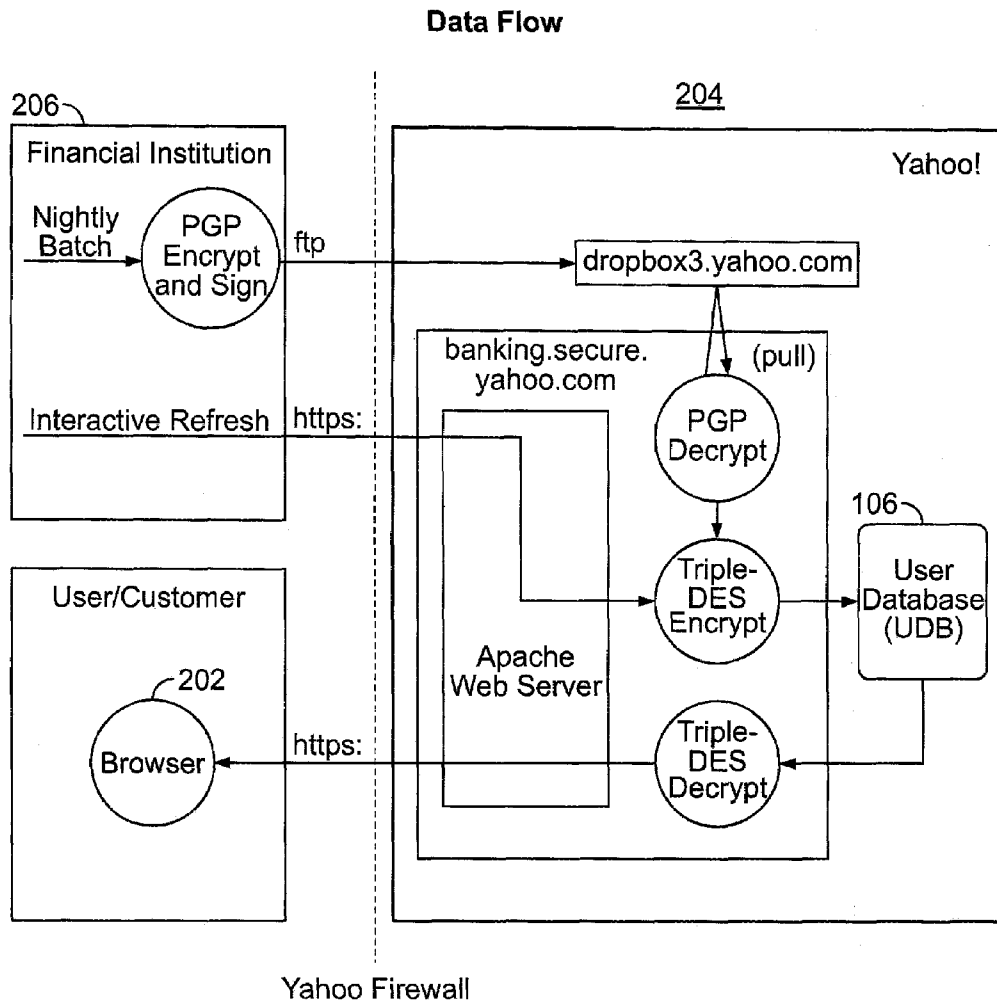 Data Flow
206
204
Financial Institution
Yahoo!
Nightly
Batch
PGP
Encrypt
and Sign
ftp
dropbox3.yahoo.com
banking.secure.
yahoo.com
(pull)
PGP
Decrypt
Interactive Refresh
https:
106
User
Database
(UDB)
Triple-
DES
Encrypt
User/Customer
Apache
Web Server
202
Browser
https:
Triple-
DES
Decrypt
Yahoo Firewall